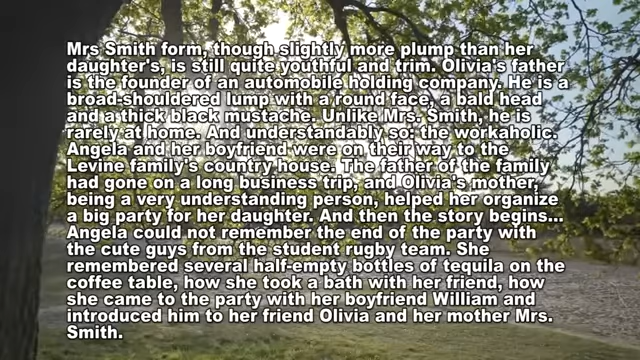 Mrs Smith form, though slightly more plump than her
daughter's, is still quite youthful and trim. Olivia's father
is the founder of an automobile holding company. He is a
broad-shouldered lump with a round face, a bald head
and a thick black mustache. Unlike Mrs. Smith, he is
rarely at home. And understandably so: the workaholic.
Angela and her boyfriend were on their way to the
Levine family's country house. The father of the family
had gone on a long business trip, and Olivia's mother,
being a very understanding person, helped her organize
a big party for her daughter. And then the story begins...
Angela could not remember the end of the party with
the cute guys from the student rugby team. She
remembered several half-empty bottles of tequila on the
coffee table, how she took a bath with her friend, how
she came to the party with her boyfriend William and
introduced him to her friend Olivia and her mother Mrs.
Smith.